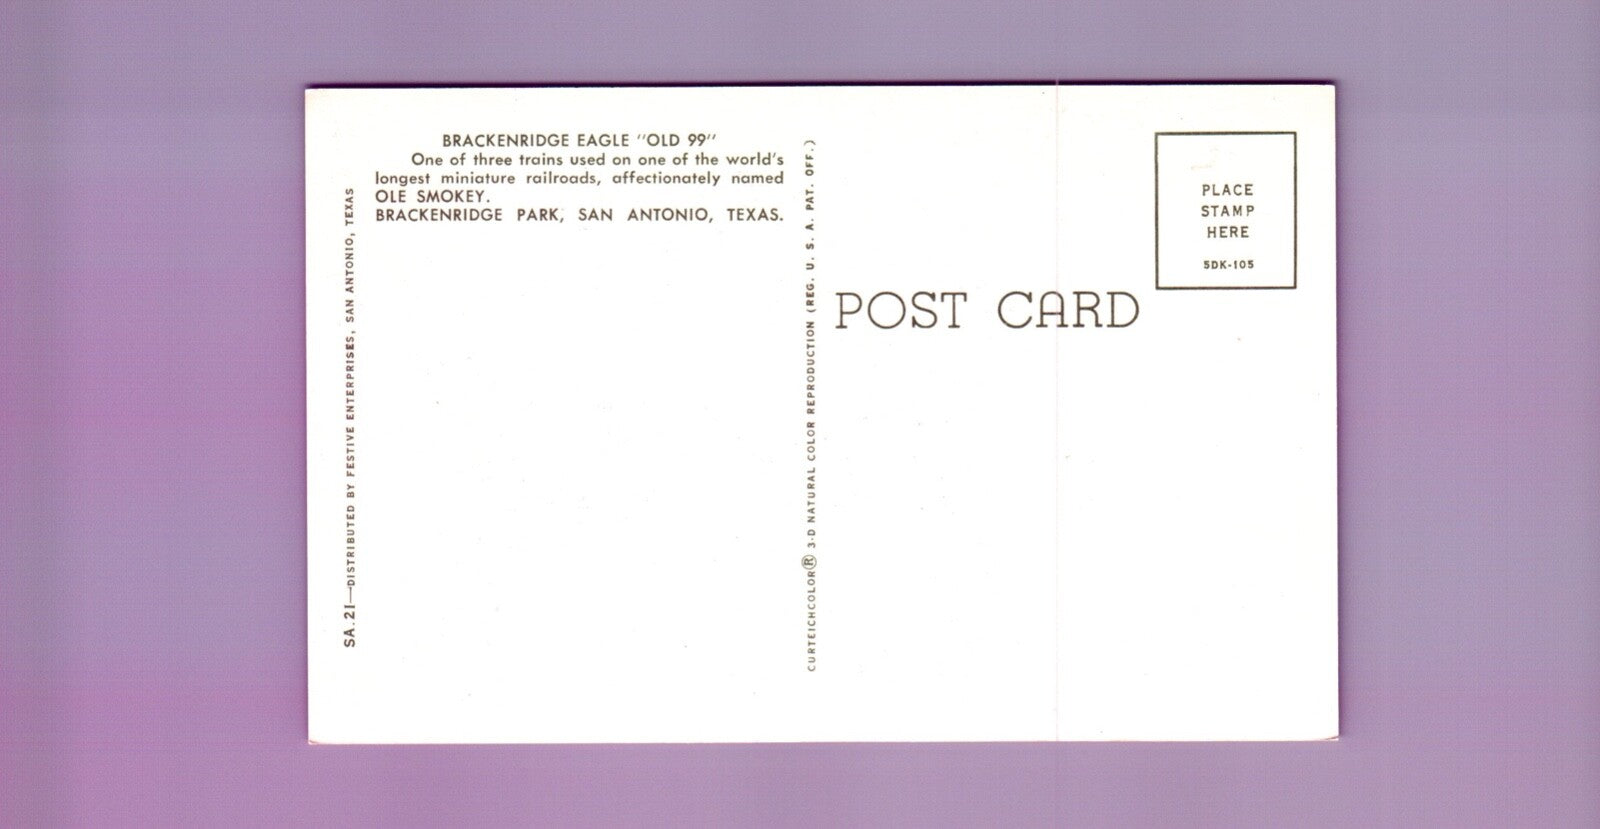 BRACKENRIDGE EAGLE "OLD 99"
One of three trains used on one of the world's
longest miniature railroads, affectionately named
OLE SMOKEY.
BRACKENRIDGE PARK, SAN ANTONIO, TEXAS.
SA.21—DISTRIBUTED BY FESTIVE ENTERPRISES, SAN ANTONIO, TEXAS
CURTEICHCOLOR® 3-D NATURAL COLOR REPRODUCTION (REG. U. S. A. PAT. OFF.)
POST CARD
PLACE
STAMP
HERE
5DK-105